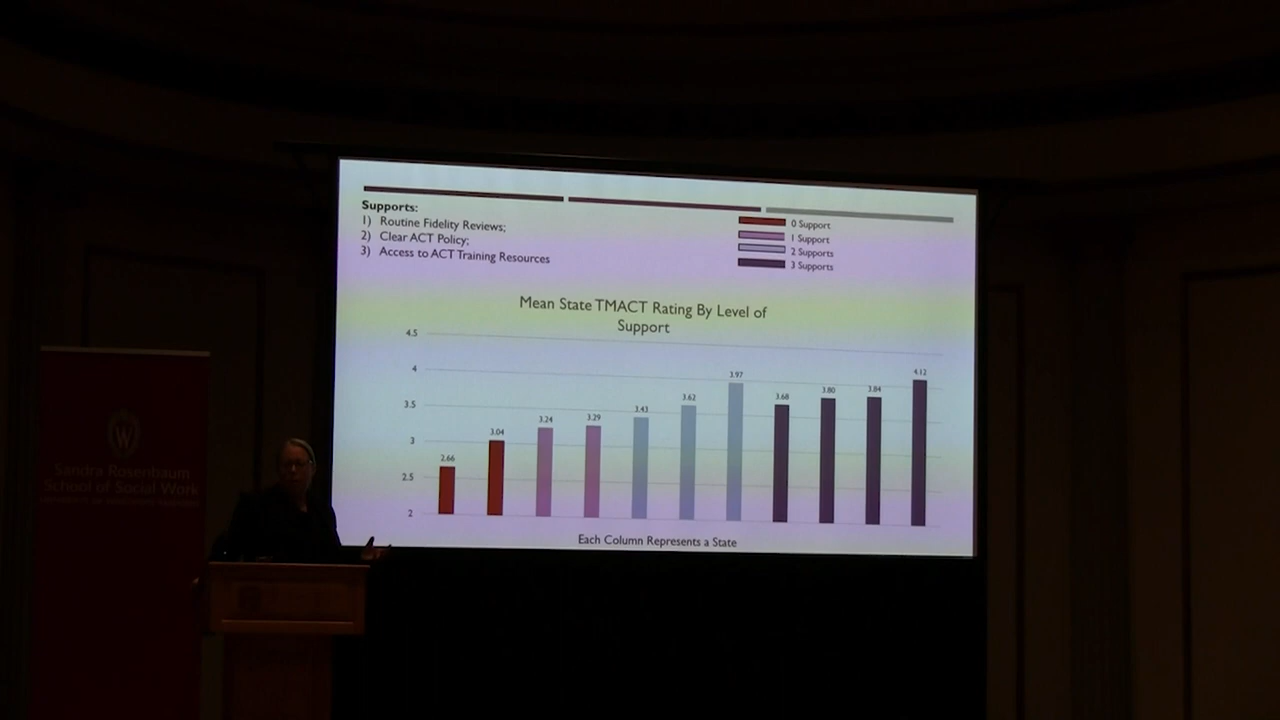 Supports:
1) Routine Fidelity Reviews;
2) Clear ACT Policy;
3) Access to ACT Training Resources
0 Support
1 Support
2 Supports
3 Supports
Mean State TMACT Rating By Level of
Support
4.5
4
3.5
3
2.5
2
2.66
3.04
3.24
3.29
3.43
3.62
3.97
3.68
3.80
3.84
4.12
Each Column Represents a State
W
Sandra Rosenbaum
School of Social Work